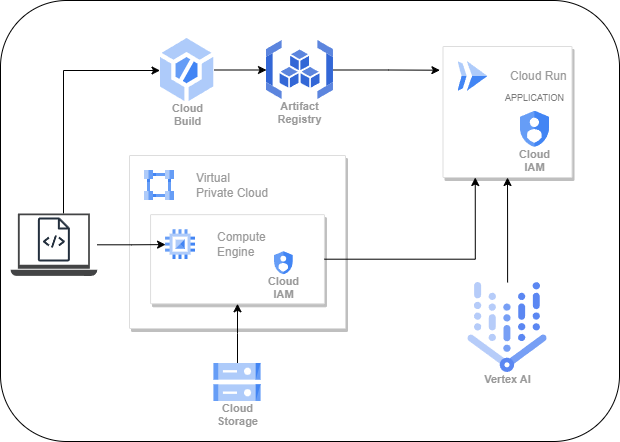 Cloud
Build
Artifact
Registry
Cloud Run
APPLICATION
Cloud
IAM
Virtual
Private Cloud
</>
Compute
Engine
Cloud
IAM
Vertex AI
Cloud
Storage